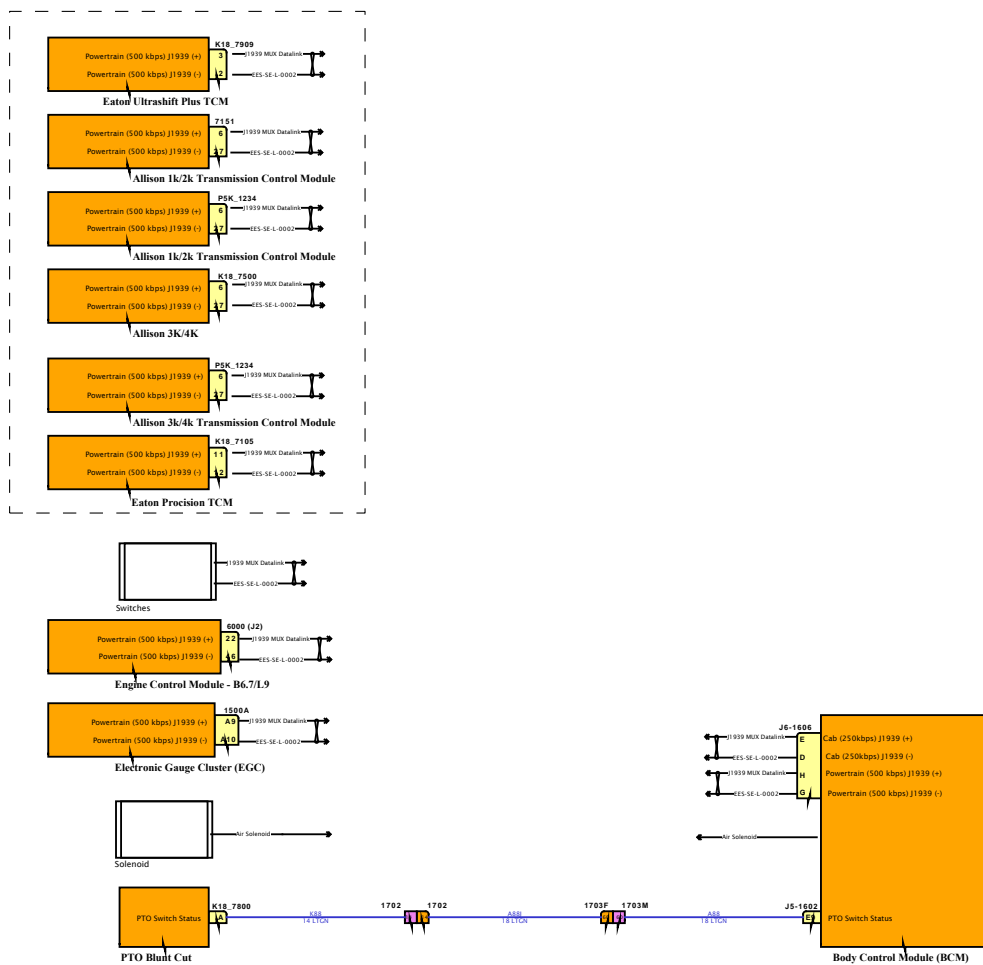 K18_7909
Powertrain (500 kbps) J1939 (+) 3 J1939 MUX Datalink
Powertrain (500 kbps) J1939 (-) 2 EES-SE-L-0002
Eaton Ultrashift Plus TCM
7151
Powertrain (500 kbps) J1939 (+) 6 J1939 MUX Datalink
Powertrain (500 kbps) J1939 (-) 27 EES-SE-L-0002
Allison 1k/2k Transmission Control Module
P5K_1234
Powertrain (500 kbps) J1939 (+) 6 J1939 MUX Datalink
Powertrain (500 kbps) J1939 (-) 27 EES-SE-L-0002
Allison 1k/2k Transmission Control Module
K18_7500
Powertrain (500 kbps) J1939 (+) 6 J1939 MUX Datalink
Powertrain (500 kbps) J1939 (-) 27 EES-SE-L-0002
Allison 3K/4K
P5K_1234
Powertrain (500 kbps) J1939 (+) 6 J1939 MUX Datalink
Powertrain (500 kbps) J1939 (-) 27 EES-SE-L-0002
Allison 3k/4k Transmission Control Module
K18_7105
Powertrain (500 kbps) J1939 (+) 11 J1939 MUX Datalink
Powertrain (500 kbps) J1939 (-) 12 EES-SE-L-0002
Eaton Procision TCM
J1939 MUX Datalink
EES-SE-L-0002
Switches
6000 (J2)
Powertrain (500 kbps) J1939 (+) 22 J1939 MUX Datalink
Powertrain (500 kbps) J1939 (-) EES-SE-L-0002
Engine Control Module - B6.7/L9
1500A
Powertrain (500 kbps) J1939 (+) A9 J1939 MUX Datalink
Powertrain (500 kbps) J1939 (-) A10 EES-SE-L-0002
Electronic Gauge Cluster (EGC)
J6-1606
J1939 MUX Datalink E Cab (250kbps) J1939 (+)
EES-SE-L-0002 D Cab (250kbps) J1939 (-)
J1939 MUX Datalink H Powertrain (500 kbps) J1939 (+)
EES-SE-L-0002 G Powertrain (500 kbps) J1939 (-)
Air Solenoid
Solenoid
Air Solenoid
K18_7800 1702 1702 1703F 1703M J5-1602
PTO Switch Status A K88 A88J A88 E9 PTO Switch Status
14 LTGN 18 LTGN 18 LTGN
PTO Blunt Cut
Body Control Module (BCM)